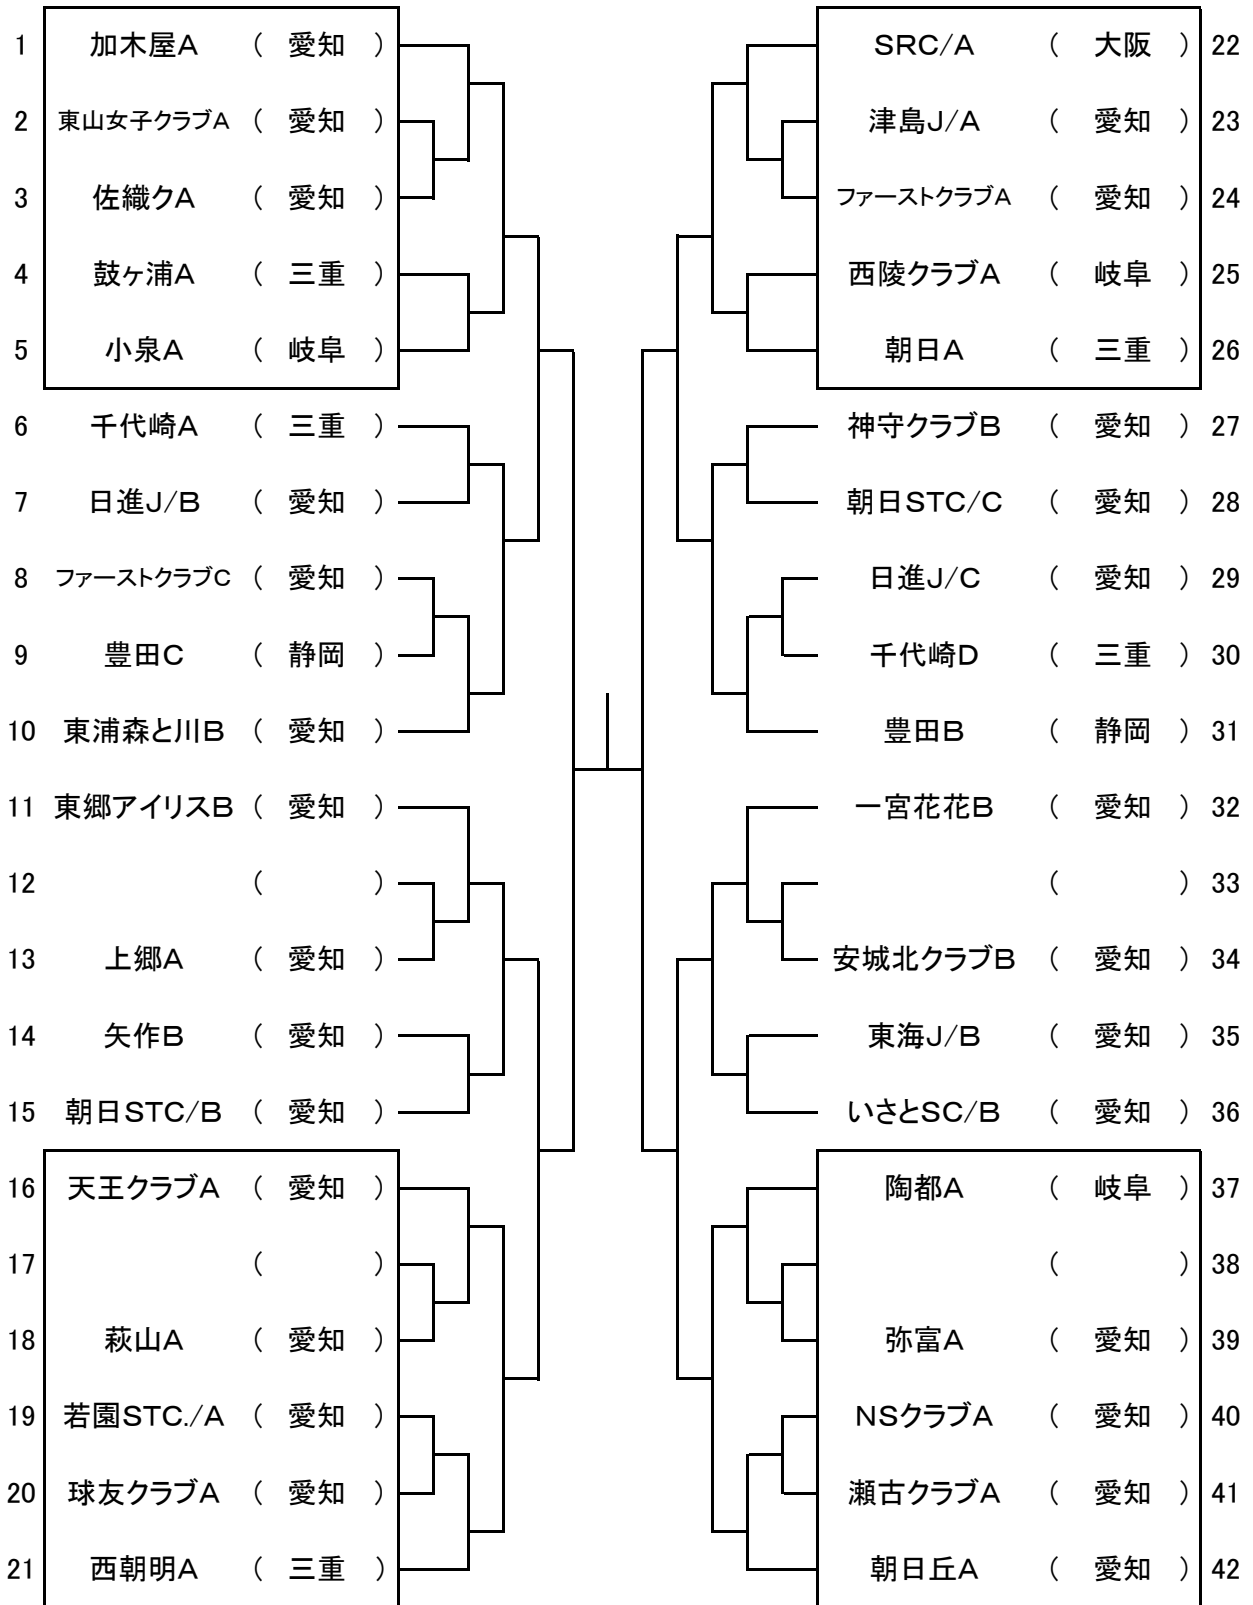 1 加木屋A ( 愛知 )
2 東山女子クラブA ( 愛知 )
3 佐織クA ( 愛知 )
4 鼓ヶ浦A ( 三重 )
5 小泉A ( 岐阜 )
6 千代崎A ( 三重 )
7 日進J/B ( 愛知 )
8 ファーストクラブC ( 愛知 )
9 豊田C ( 静岡 )
10 東浦森と川B ( 愛知 )
11 東郷アイリスB ( 愛知 )
12 ( )
13 上郷A ( 愛知 )
14 矢作B ( 愛知 )
15 朝日STC/B ( 愛知 )
16 天王クラブA ( 愛知 )
17 ( )
18 萩山A ( 愛知 )
19 若園STC./A ( 愛知 )
20 球友クラブA ( 愛知 )
21 西朝明A ( 三重 )
SRC/A ( 大阪 ) 22
津島J/A ( 愛知 ) 23
ファーストクラブA ( 愛知 ) 24
西陵クラブA ( 岐阜 ) 25
朝日A ( 三重 ) 26
神守クラブB ( 愛知 ) 27
朝日STC/C ( 愛知 ) 28
日進J/C ( 愛知 ) 29
千代崎D ( 三重 ) 30
豊田B ( 静岡 ) 31
一宮花花B ( 愛知 ) 32
( ) 33
安城北クラブB ( 愛知 ) 34
東海J/B ( 愛知 ) 35
いさとSC/B ( 愛知 ) 36
陶都A ( 岐阜 ) 37
( ) 38
弥富A ( 愛知 ) 39
NSクラブA ( 愛知 ) 40
瀬古クラブA ( 愛知 ) 41
朝日丘A ( 愛知 ) 42